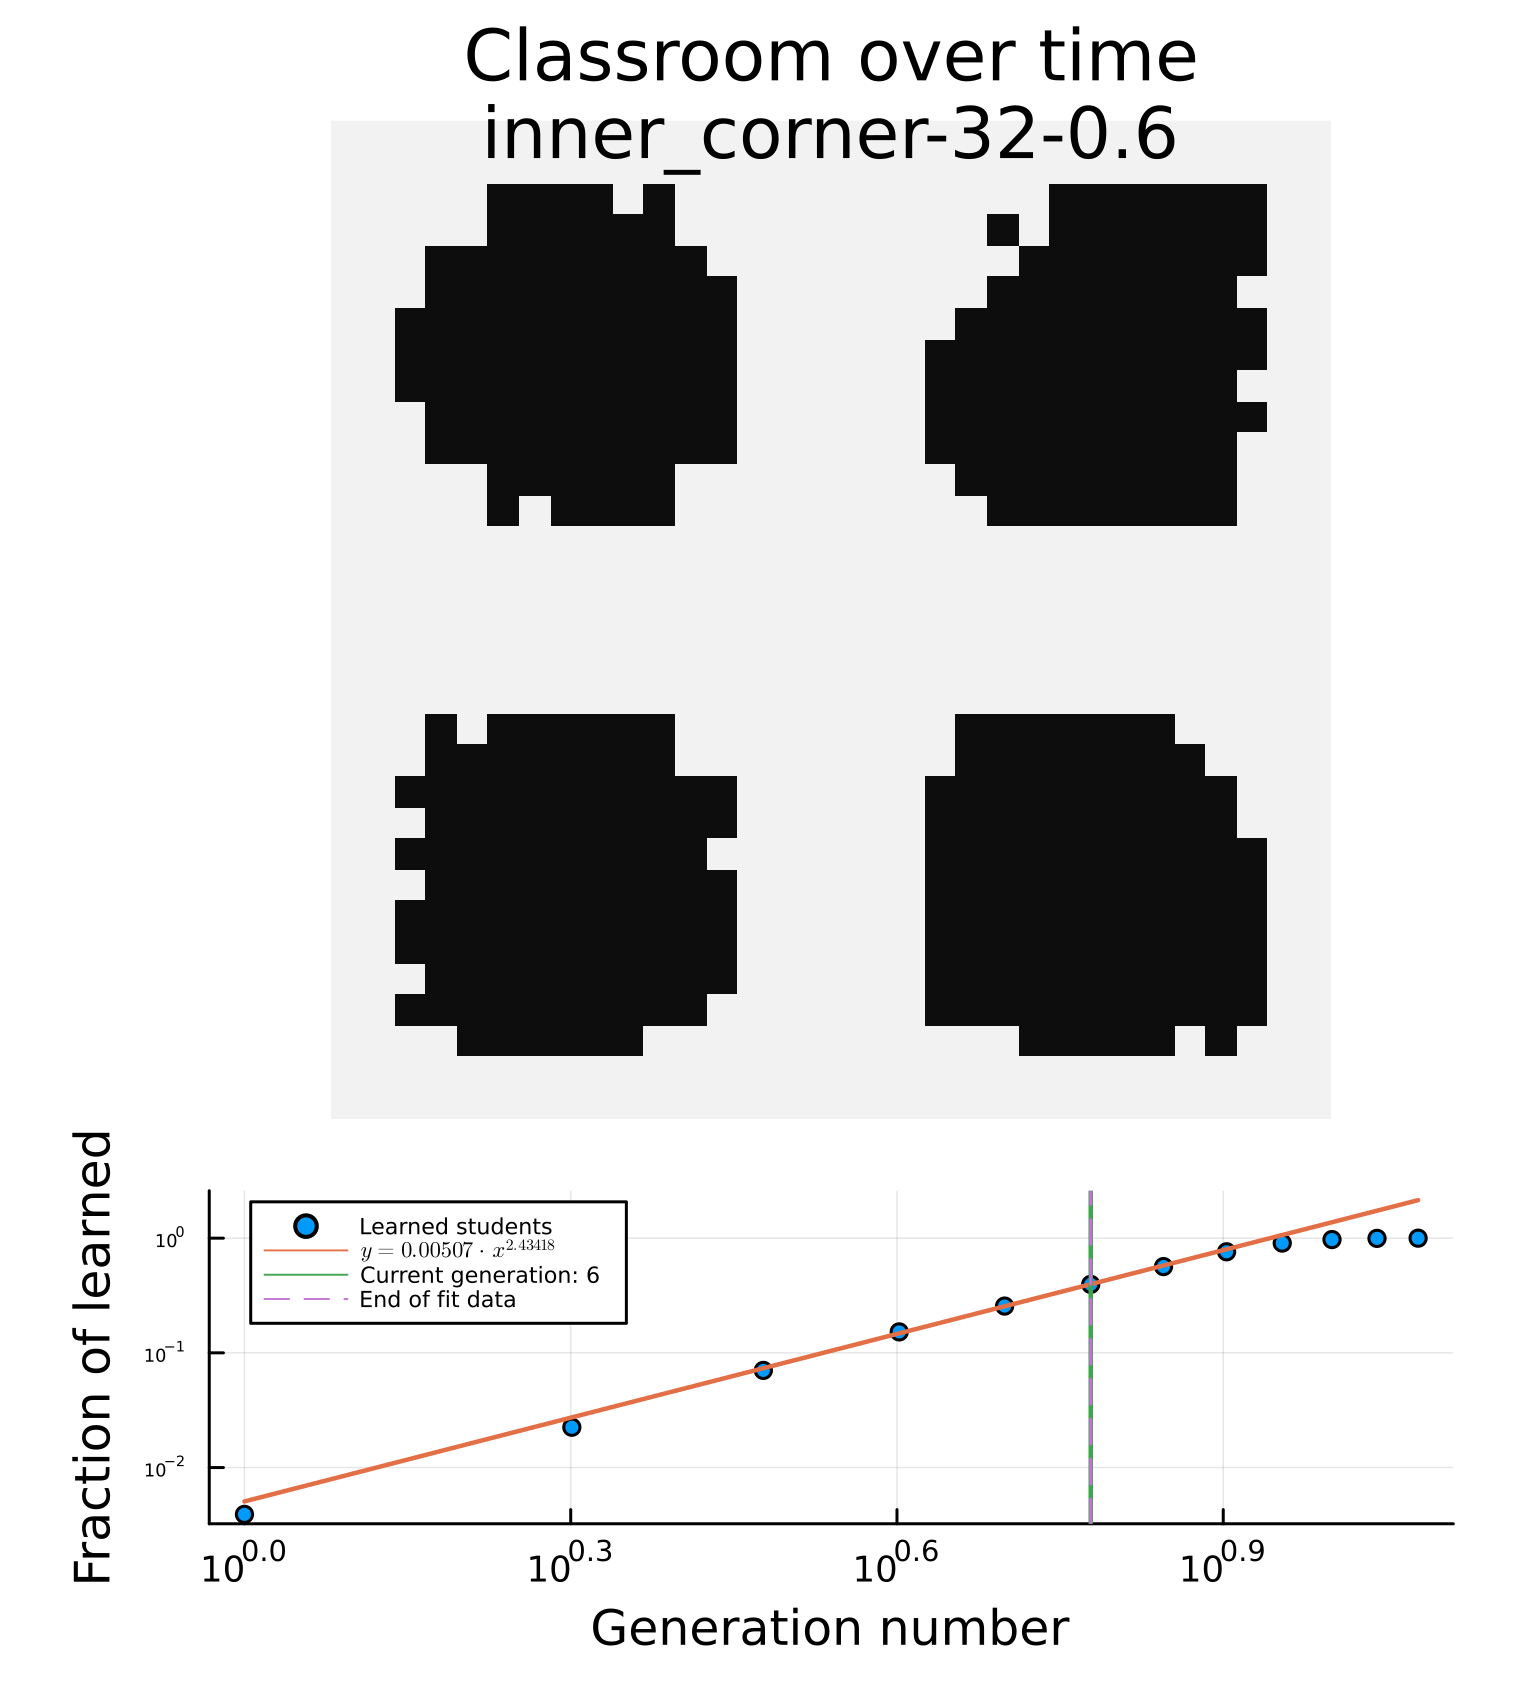 Classroom over time
inner_corner-32-0.6
Fraction of learned
10⁰
10⁻¹
10⁻²
Learned students
y = 0.00507 · x^2.43418
Current generation: 6
End of fit data
10^0.0
10^0.3
10^0.6
10^0.9
Generation number